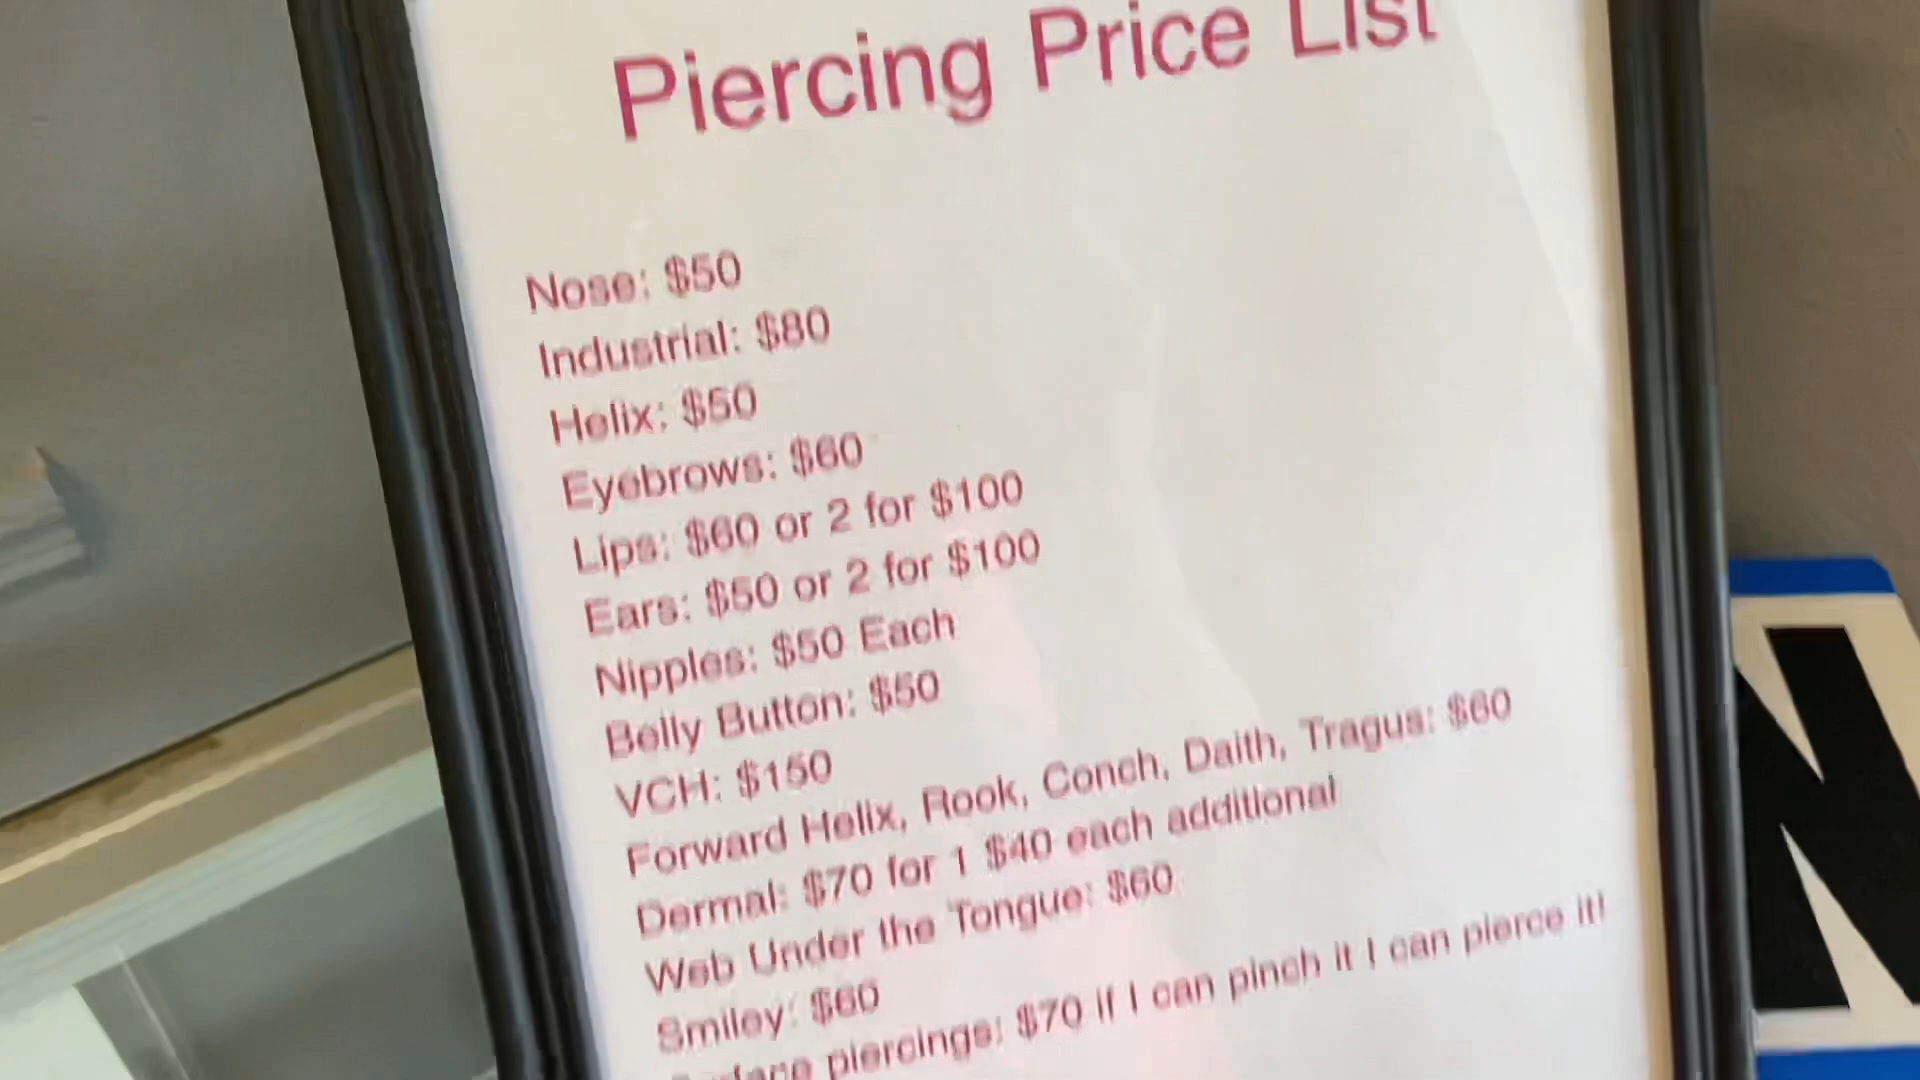 Piercing Price List
Nose: $50
Industrial: $80
Helix: $50
Eyebrows: $60
Lips: $60 or 2 for $100
Ears: $50 or 2 for $100
Nipples: $50 Each
Belly Button: $50
VCH: $150
Forward Helix, Rook, Conch, Daith, Tragus: $60
Dermal: $70 for 1 $40 each additional
Web Under the Tongue: $60
Smiley: $60
piercings: $70 if I can pinch it I can pierce it!
N